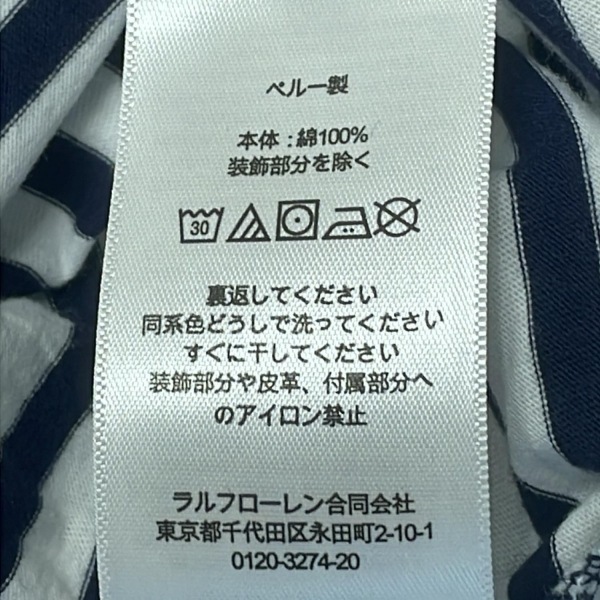 ペルー製
本体 : 綿100%
装飾部分を除く
30
裏返してください
同系色どうしで洗ってください
すぐに干してください
装飾部分や皮革、付属部分へ
のアイロン禁止
ラルフローレン合同会社
東京都千代田区永田町2-10-1
0120-3274-20